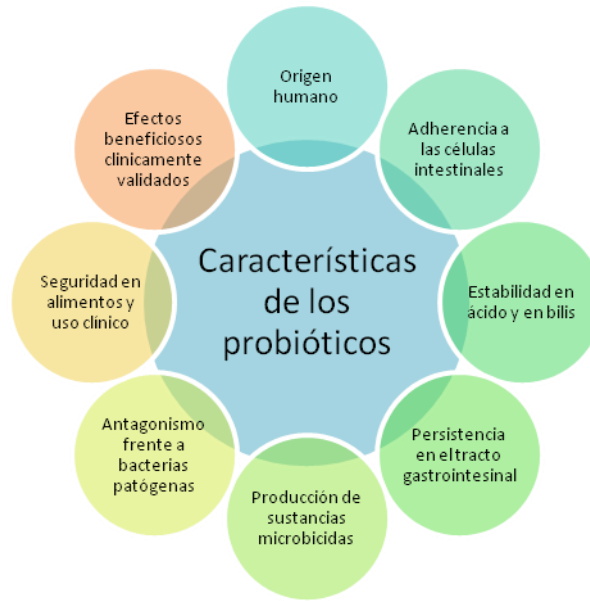 Origen
humano
Adherencia a
las células
intestinales
Estabilidad en
ácido y en bilis
Persistencia
en el tracto
gastrointesinal
Producción de
sustancias
microbicidas
Antagonismo
frente a
bacterias
patógenas
Seguridad en
alimentos y
uso clínico
Efectos
beneficiosos
clinicamente
validados
Características
de los
probióticos